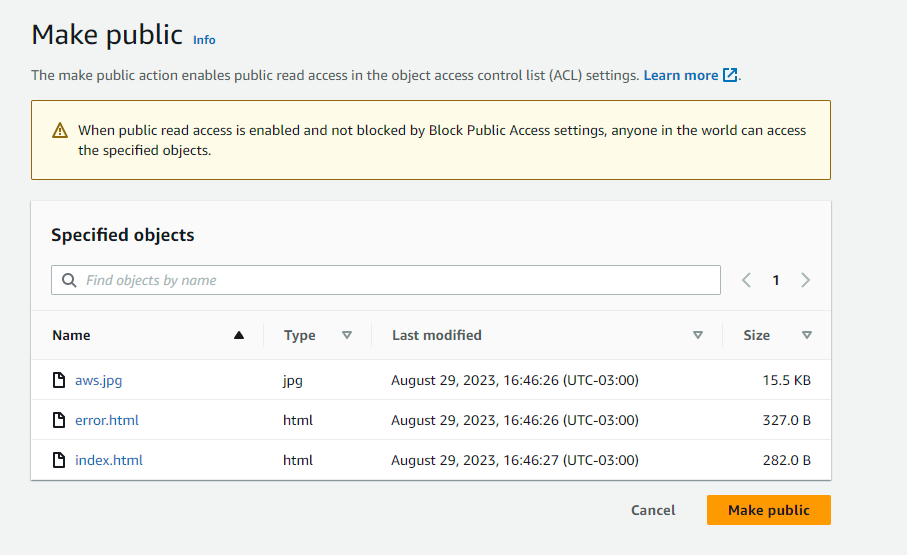 Make public Info
The make public action enables public read access in the object access control list (ACL) settings. Learn more.
When public read access is enabled and not blocked by Block Public Access settings, anyone in the world can access
the specified objects.
Specified objects
Find objects by name 1
Name Type Last modified Size
aws.jpg jpg August 29, 2023, 16:46:26 (UTC-03:00) 15.5 KB
error.html html August 29, 2023, 16:46:26 (UTC-03:00) 327.0 B
index.html html August 29, 2023, 16:46:27 (UTC-03:00) 282.0 B
Cancel Make public